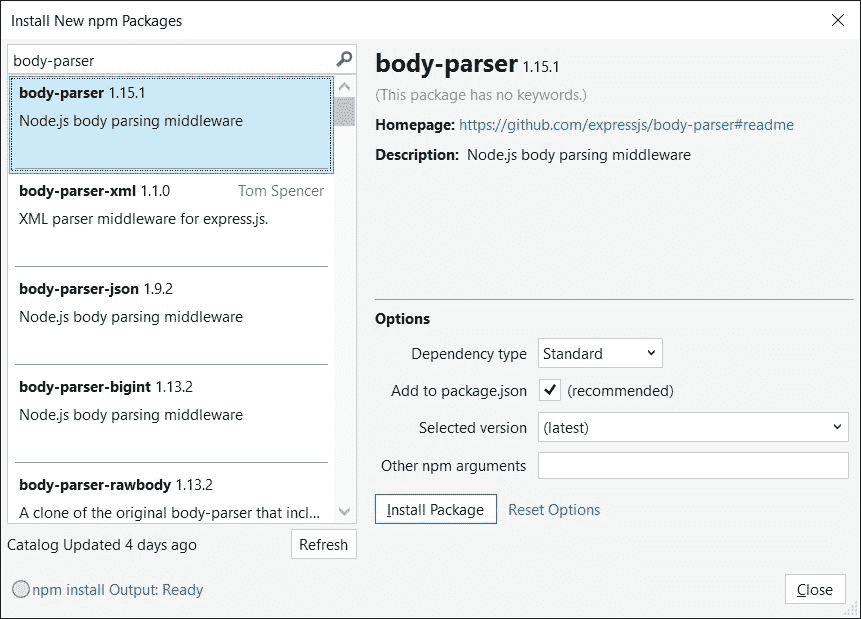 Install New npm Packages
body-parser
body-parser 1.15.1
Node.js body parsing middleware
body-parser-xml 1.1.0 Tom Spencer
XML parser middleware for express.js.
body-parser-json 1.9.2
Node.js body parsing middleware
body-parser-bigint 1.13.2
Node.js body parsing middleware
body-parser-rawbody 1.13.2
A clone of the original body-parser that incl...
Catalog Updated 4 days ago
Refresh
npm install Output: Ready
body-parser 1.15.1
(This package has no keywords.)
Homepage: https://github.com/expressjs/body-parser#readme
Description: Node.js body parsing middleware
Options
Dependency type Standard
Add to package.json (recommended)
Selected version (latest)
Other npm arguments
Install Package Reset Options
Close